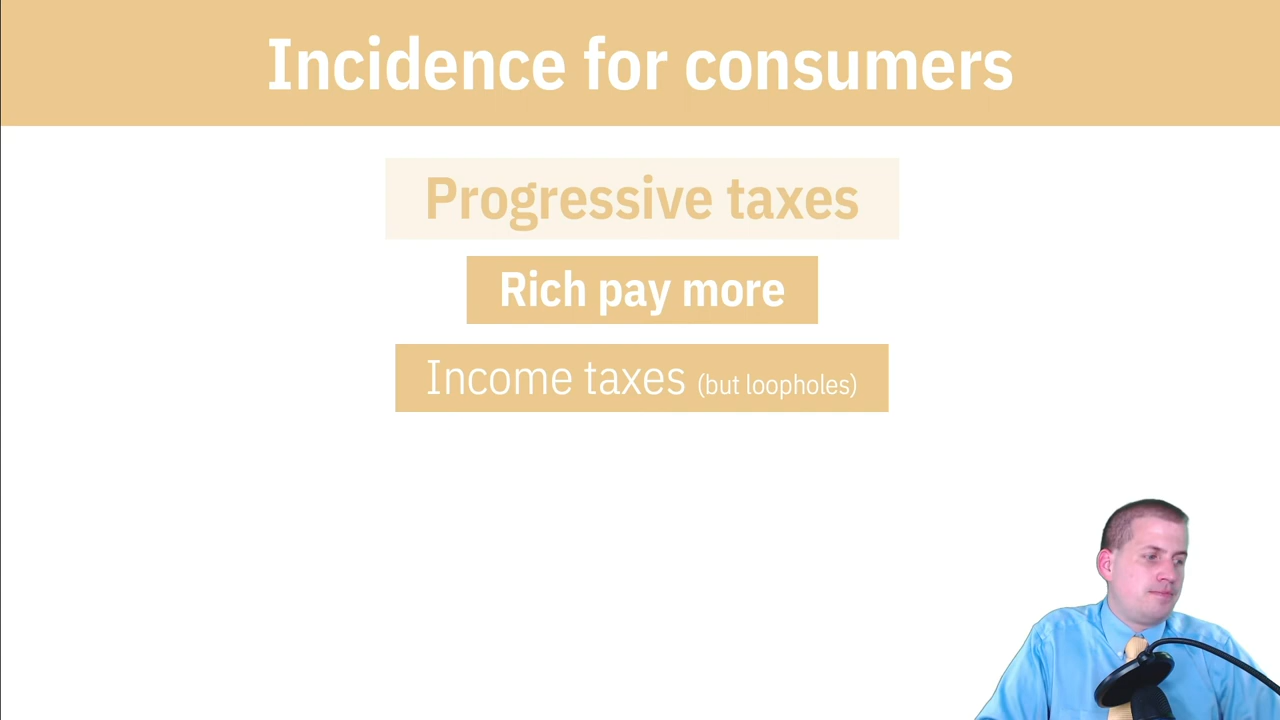 Incidence for consumers
Progressive taxes
Rich pay more
Income taxes (but loopholes)